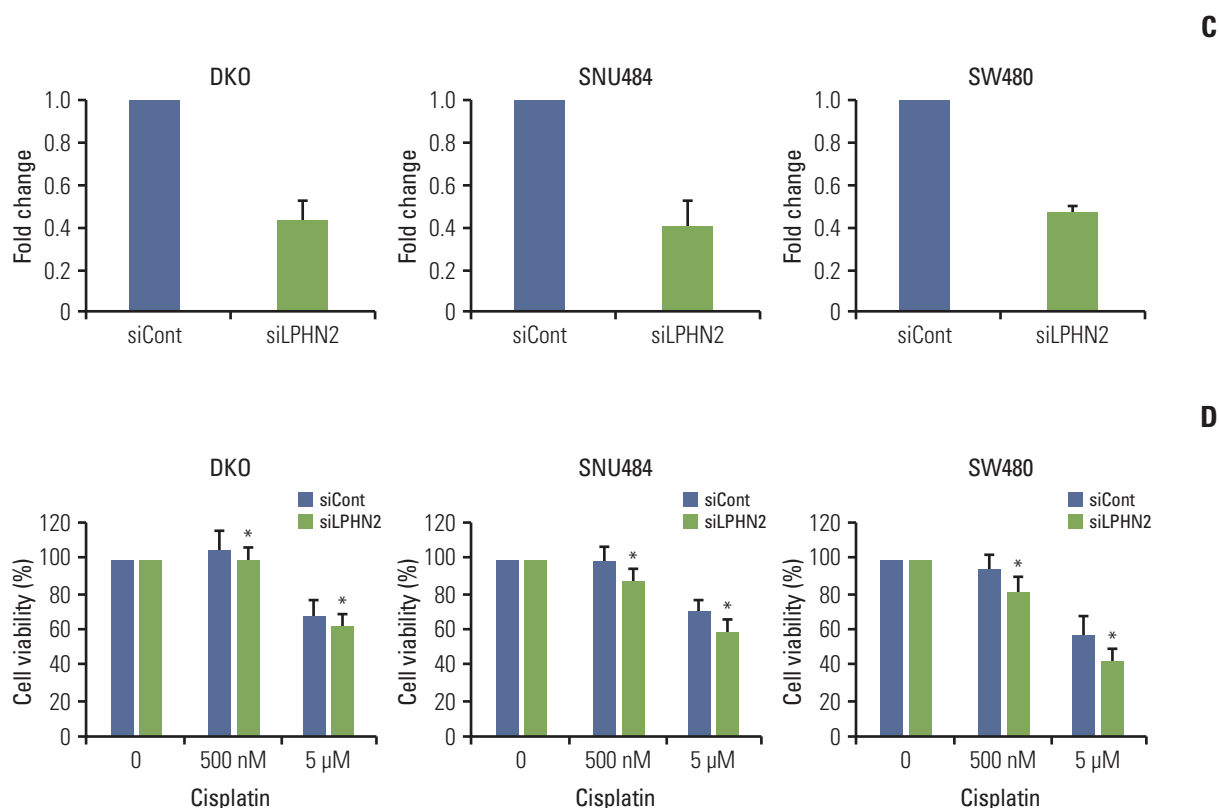 C
DKO
SNU484
SW480
Fold change
1.0
0.8
0.6
0.4
0.2
0
siCont
siLPHN2
Fold change
1.0
0.8
0.6
0.4
0.2
0
siCont
siLPHN2
Fold change
1.0
0.8
0.6
0.4
0.2
0
siCont
siLPHN2
D
DKO
siCont
siLPHN2
Cell viability (%)
120
100
80
60
40
20
0
*
*
0
500 nM
5 µM
Cisplatin
SNU484
siCont
siLPHN2
Cell viability (%)
120
100
80
60
40
20
0
*
*
0
500 nM
5 µM
Cisplatin
SW480
siCont
siLPHN2
Cell viability (%)
120
100
80
60
40
20
0
*
*
0
500 nM
5 µM
Cisplatin